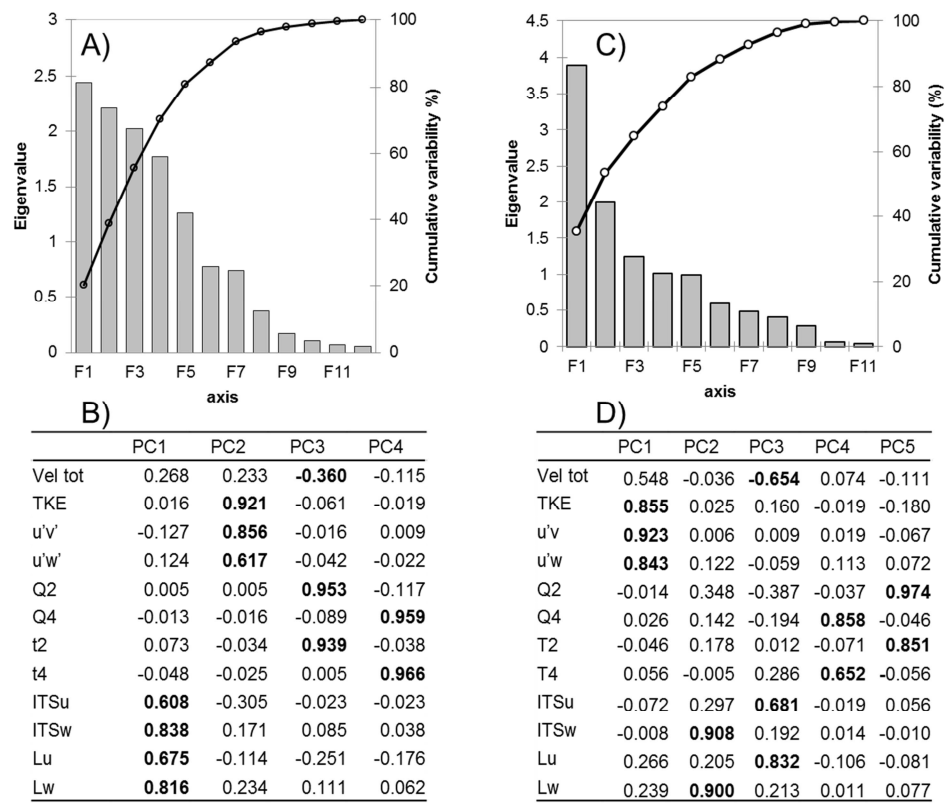 A)
3
2.5
2
1.5
1
0.5
0
Eigenvalue
100
80
60
40
20
0
Cumulative variability %)
F1 F3 F5 F7 F9 F11
axis
C)
4.5
4
3.5
3
2.5
2
1.5
1
0.5
0
Eigenvalue
100
80
60
40
20
0
Cumulative variability (%)
F1 F3 F5 F7 F9 F11
axis
B)
PC1 PC2 PC3 PC4
Vel tot 0.268 0.233 -0.360 -0.115
TKE 0.016 0.921 -0.061 -0.019
u'v' -0.127 0.856 -0.016 0.009
u'w' 0.124 0.617 -0.042 -0.022
Q2 0.005 0.005 0.953 -0.117
Q4 -0.013 -0.016 -0.089 0.959
t2 0.073 -0.034 0.939 -0.038
t4 -0.048 -0.025 0.005 0.966
ITSu 0.608 -0.305 -0.023 -0.023
ITSw 0.838 0.171 0.085 0.038
Lu 0.675 -0.114 -0.251 -0.176
Lw 0.816 0.234 0.111 0.062
D)
PC1 PC2 PC3 PC4 PC5
Vel tot 0.548 -0.036 -0.654 0.074 -0.111
TKE 0.855 0.025 0.160 -0.019 -0.180
u'v 0.923 0.006 0.009 0.019 -0.067
u'w 0.843 0.122 -0.059 0.113 0.072
Q2 -0.014 0.348 -0.387 -0.037 0.974
Q4 0.026 0.142 -0.194 0.858 -0.046
T2 -0.046 0.178 0.012 -0.071 0.851
T4 0.056 -0.005 0.286 0.652 -0.056
ITSu -0.072 0.297 0.681 -0.019 0.056
ITSw -0.008 0.908 0.192 0.014 -0.010
Lu 0.266 0.205 0.832 -0.106 -0.081
Lw 0.239 0.900 0.213 0.011 0.077